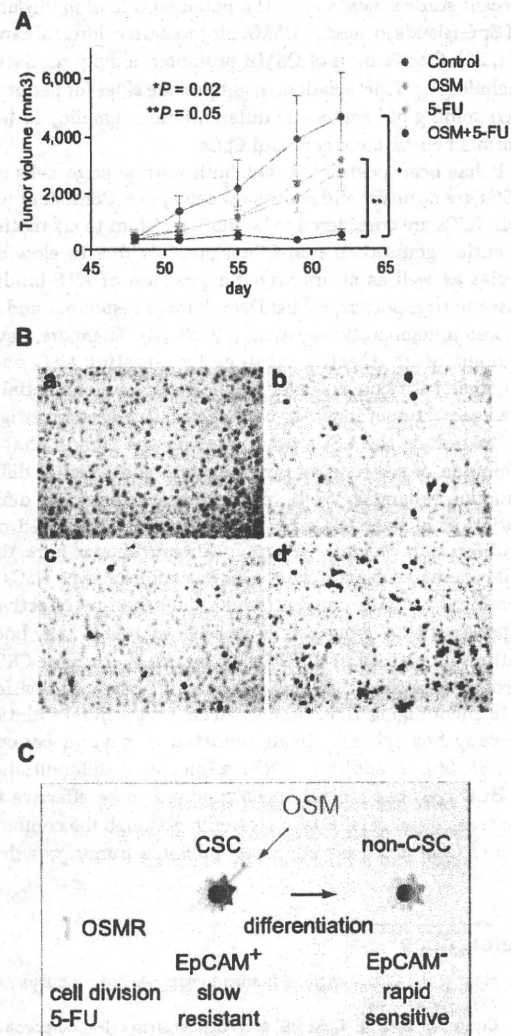 A
Tumor volume (mm3)
6,000
4,000
2,000
0
*P = 0.02
**P = 0.05
Control
OSM
5-FU
OSM+5-FU
*
**
45 50 55 60 65
day
B
a b
c d
C
OSM
CSC non-CSC
OSMR differentiation
EpCAM⁺ EpCAM⁻
cell division slow rapid
5-FU resistant sensitive